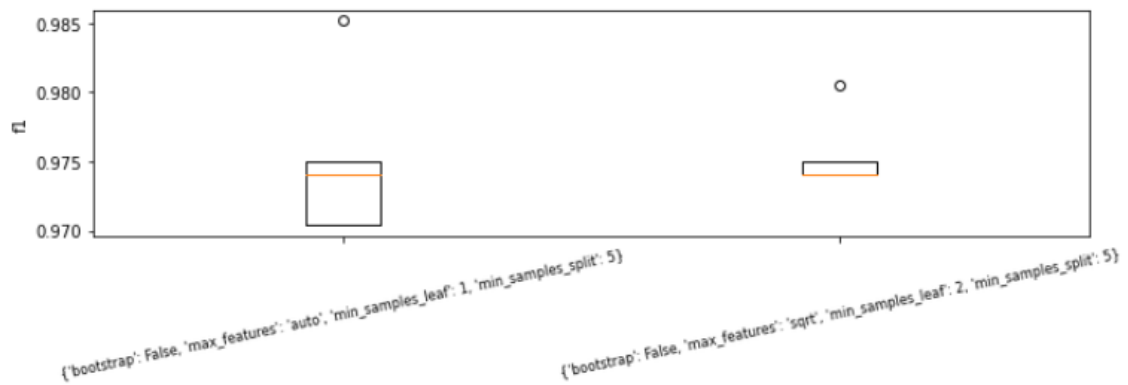 0.985
0.980
0.975
0.970
f1
{'bootstrap': False, 'max_features': 'auto', 'min_samples_leaf': 1, 'min_samples_split': 5}
{'bootstrap': False, 'max_features': 'sqrt', 'min_samples_leaf': 2, 'min_samples_split': 5}